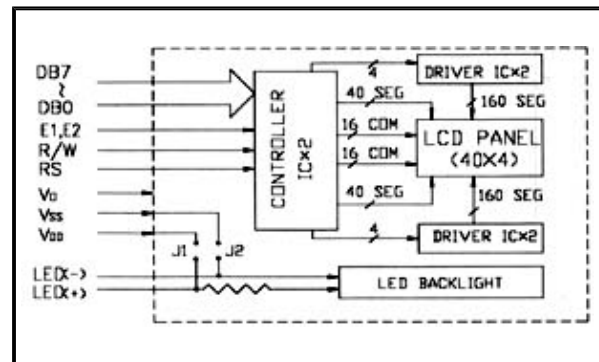 DB7
~
DB0
E1,E2
R/W
RS
Vo
Vss
VDD
LED(-)
LED(+)
J1
J2
CONTROLLER
IC×2
4
40 SEG
16 COM
16 COM
40 SEG
4
DRIVER IC×2
160 SEG
LCD PANEL
(40X4)
160 SEG
DRIVER IC×2
LED BACKLIGHT